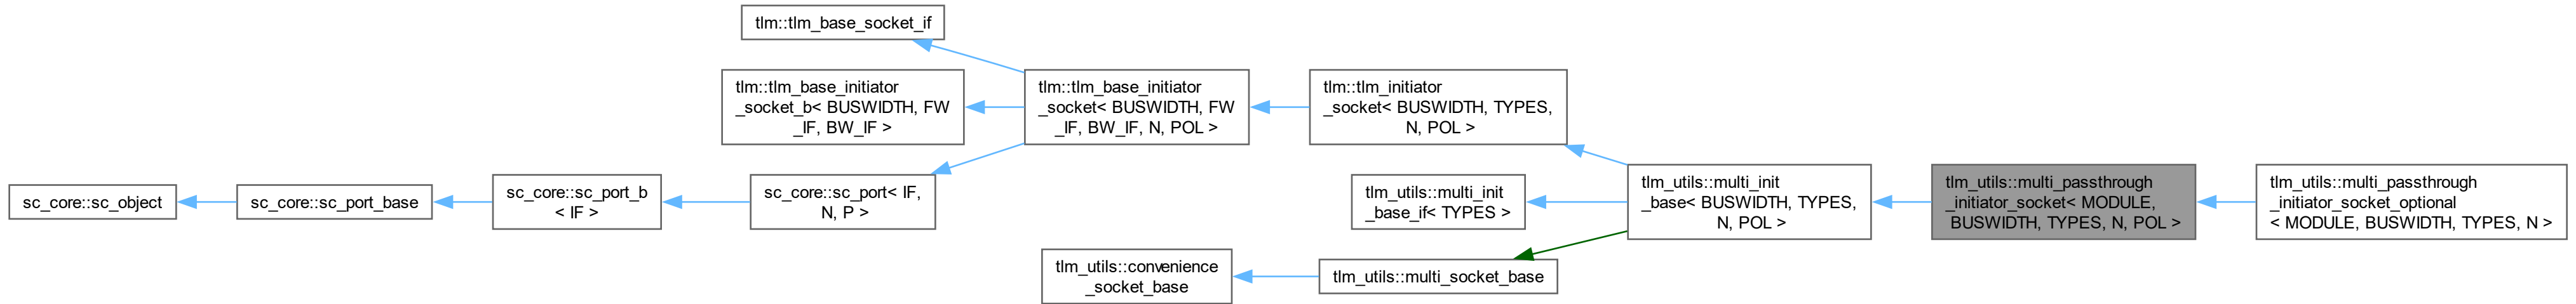 tlm::tlm_base_socket_if
tlm::tlm_base_initiator
_socket_b< BUSWIDTH, FW
_IF, BW_IF >
tlm::tlm_base_initiator
_socket< BUSWIDTH, FW
_IF, BW_IF, N, POL >
tlm::tlm_initiator
_socket< BUSWIDTH, TYPES,
N, POL >
sc_core::sc_object
sc_core::sc_port_base
sc_core::sc_port_b
< IF >
sc_core::sc_port< IF,
N, P >
tlm_utils::multi_init
_base_if< TYPES >
tlm_utils::multi_init
_base< BUSWIDTH, TYPES,
N, POL >
tlm_utils::multi_passthrough
_initiator_socket< MODULE,
BUSWIDTH, TYPES, N, POL >
tlm_utils::multi_passthrough
_initiator_socket_optional
< MODULE, BUSWIDTH, TYPES, N >
tlm_utils::convenience
_socket_base
tlm_utils::multi_socket_base